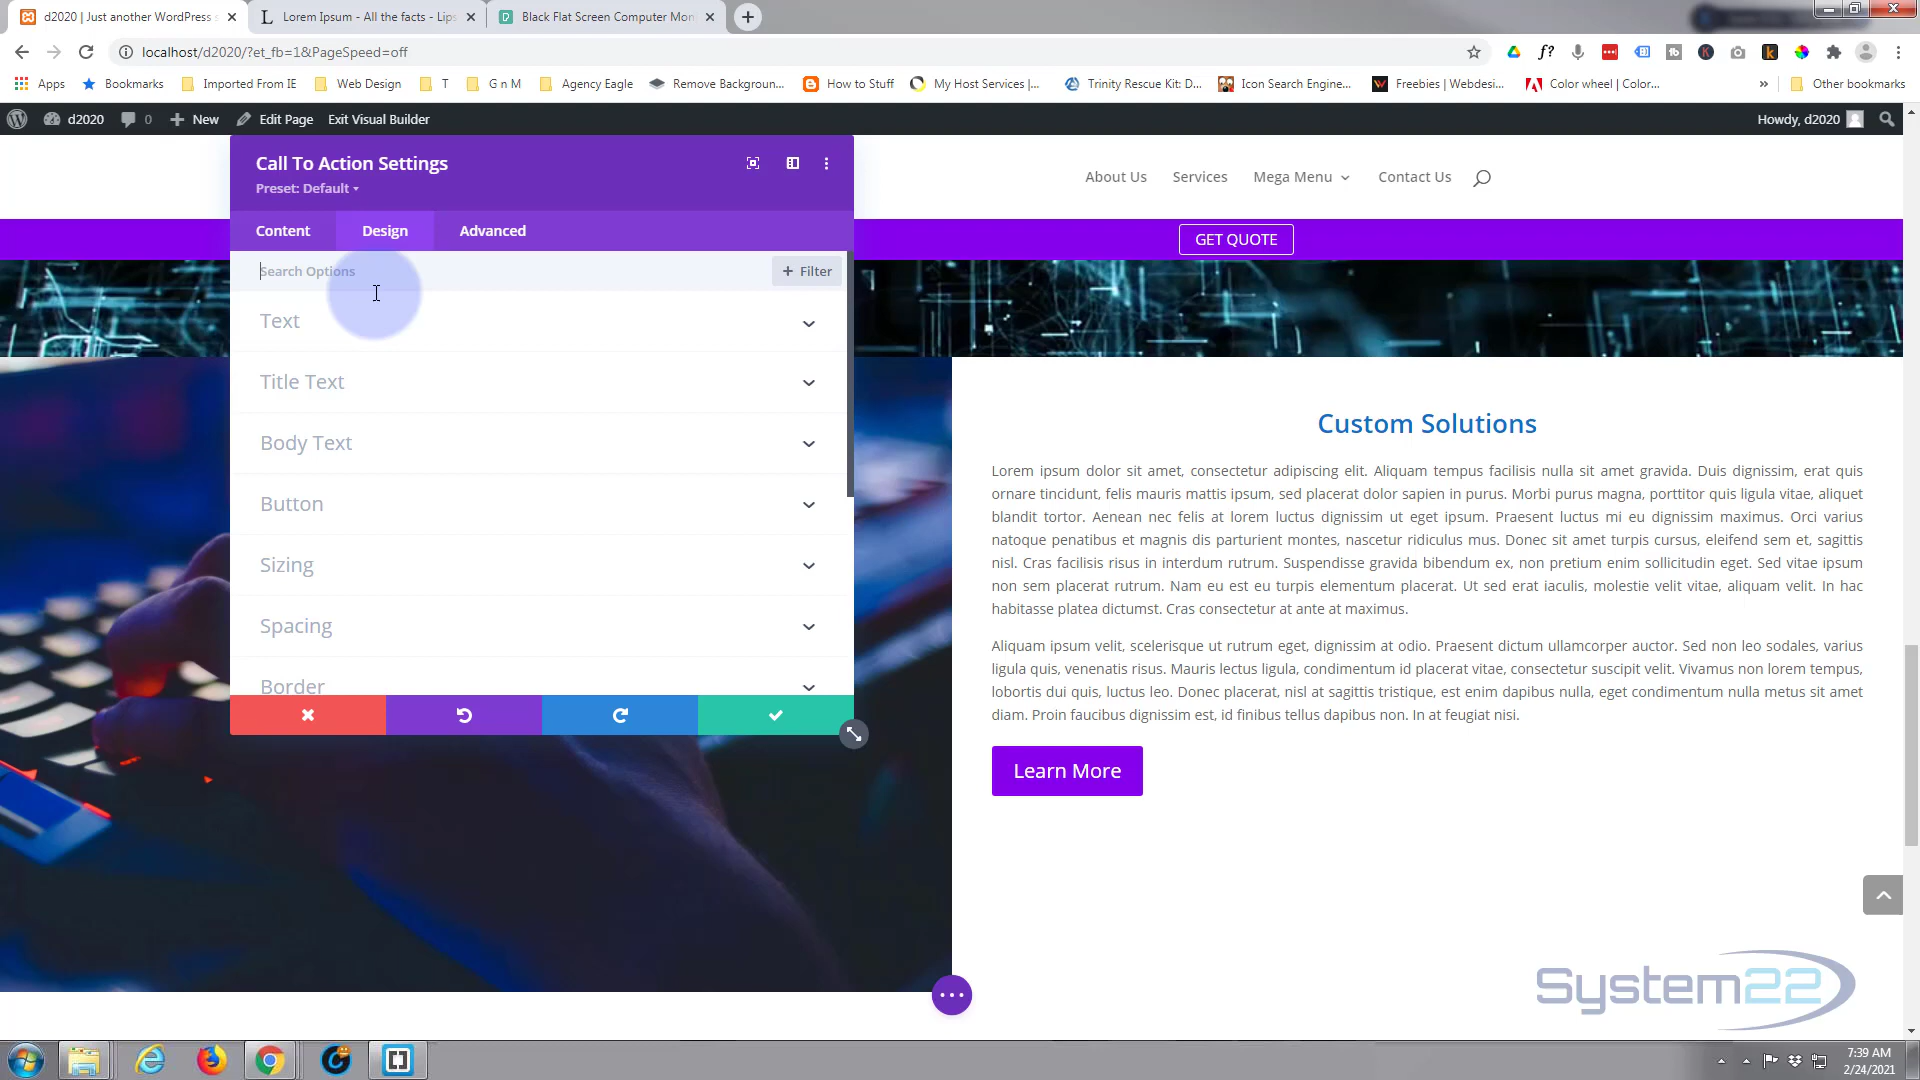 d2020 | Just another WordPress s
Lorem Ipsum - All the facts - Lips
Black Flat Screen Computer Mon
localhost/d2020/?et_fb=1&PageSpeed=off
Apps
Bookmarks
Imported From IE
Web Design
T
G n M
Agency Eagle
Remove Backgroun...
How to Stuff
My Host Services |...
Trinity Rescue Kit: D...
Icon Search Engine...
Freebies | Webdesi...
Color wheel | Color...
»
Other bookmarks
d2020
0
New
Edit Page
Exit Visual Builder
Howdy, d2020
Call To Action Settings
Preset: Default
About Us
Services
Mega Menu
Contact Us
Content
Design
Advanced
GET QUOTE
Search Options
+ Filter
Text
Title Text
Body Text
Button
Sizing
Spacing
Border
Custom Solutions
Lorem ipsum dolor sit amet, consectetur adipiscing elit. Aliquam tempus facilisis nulla sit amet gravida. Duis dignissim, erat quis
ornare tincidunt, felis mauris mattis ipsum, sed placerat dolor sapien in purus. Morbi purus magna, porttitor quis ligula vitae, aliquet
blandit tortor. Aenean nec felis at lorem luctus dignissim ut eget ipsum. Praesent luctus mi eu dignissim maximus. Orci varius
natoque penatibus et magnis dis parturient montes, nascetur ridiculus mus. Donec sit amet turpis cursus, eleifend sem et, sagittis
nisl. Cras facilisis risus in interdum rutrum. Suspendisse gravida bibendum ex, non pretium enim sollicitudin eget. Sed vitae ipsum
non sem placerat rutrum. Nam eu est eu turpis elementum placerat. Ut sed erat iaculis, molestie velit vitae, aliquam velit. In hac
habitasse platea dictumst. Cras consectetur at ante at maximus.
Aliquam ipsum velit, scelerisque ut rutrum eget, dignissim at odio. Praesent dictum ullamcorper auctor. Sed non leo sodales, varius
ligula quis, venenatis risus. Mauris lectus ligula, condimentum id placerat vitae, consectetur suscipit velit. Vivamus non lorem tempus,
lobortis dui quis, luctus leo. Donec placerat, nisl at sagittis tristique, est enim dapibus nulla, eget condimentum nulla metus sit amet
diam. Proin faucibus dignissim est, id finibus tellus dapibus non. In at feugiat nisi.
Learn More
System22
7:39 AM
2/24/2021